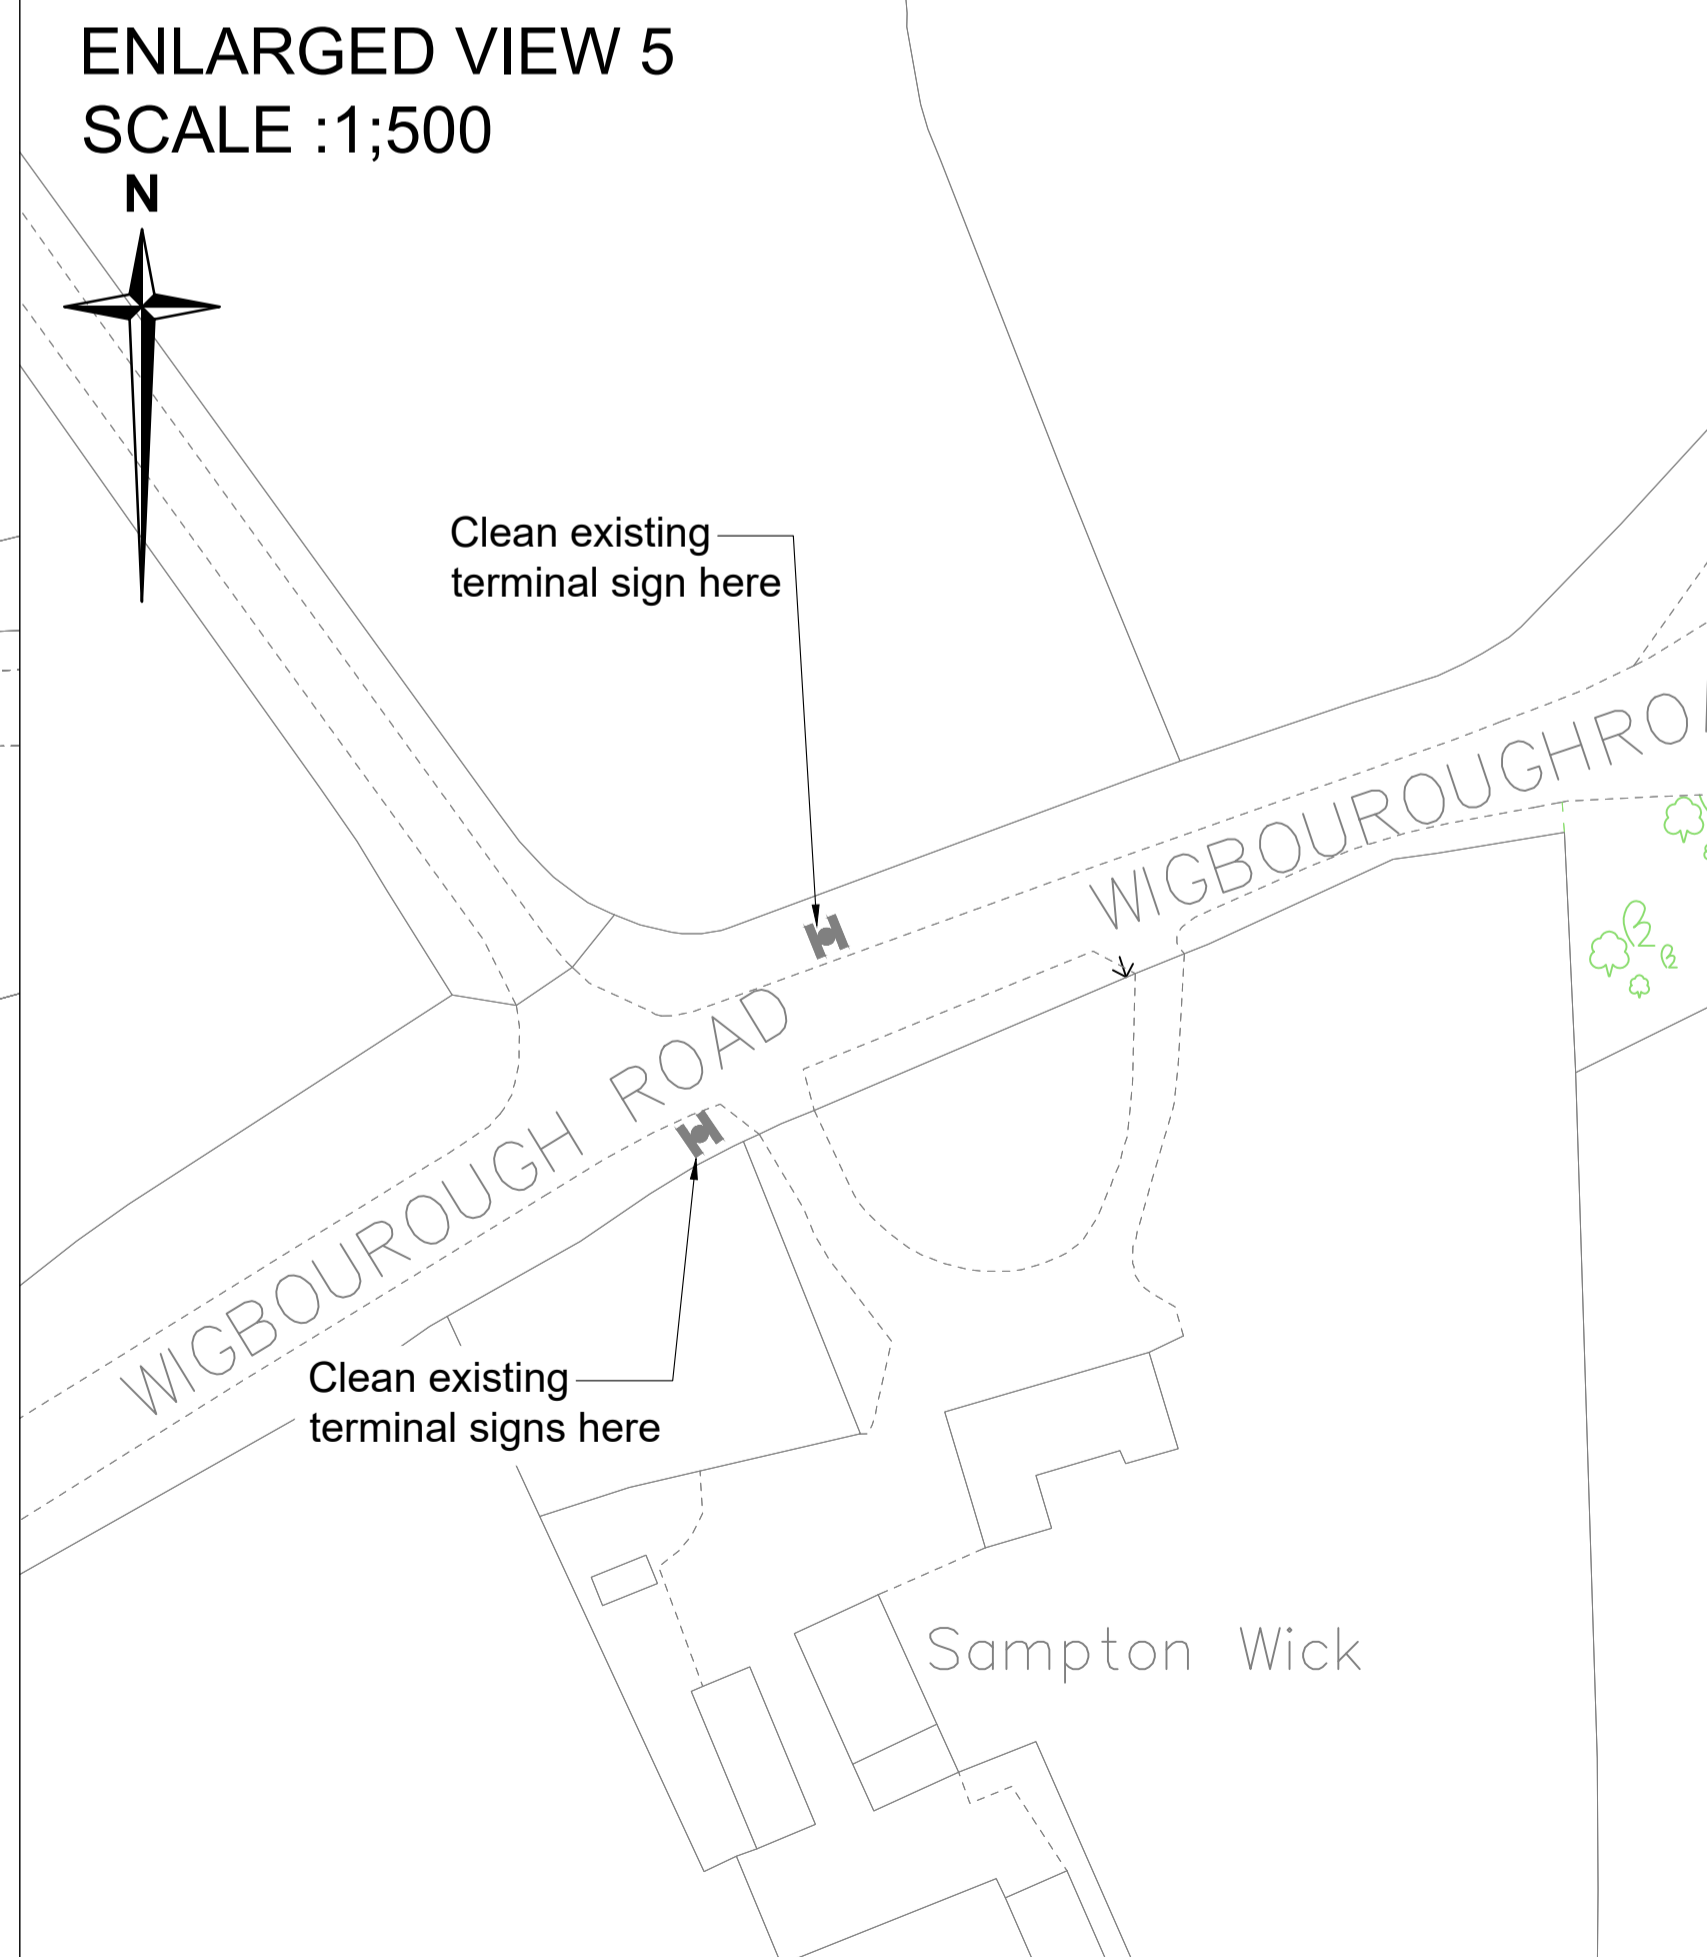 ENLARGED VIEW 5
SCALE :1;500
N
Clean existing
terminal sign here
WIGBOUROUGHROA
WIGBOUROUGH ROAD
Clean existing
terminal signs here
Sampton Wick